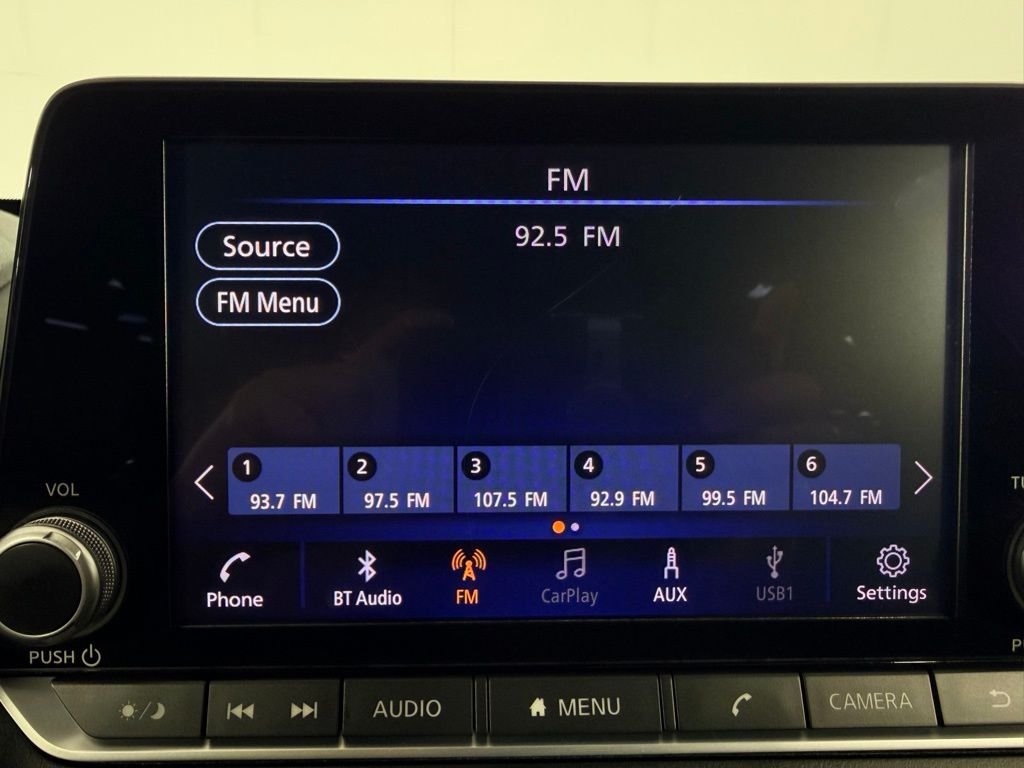 FM
92.5 FM
Source
FM Menu
1 2 3 4 5 6
93.7 FM 97.5 FM 107.5 FM 92.9 FM 99.5 FM 104.7 FM
Phone BT Audio FM CarPlay AUX USB1 Settings
VOL
PUSH
AUDIO MENU CAMERA